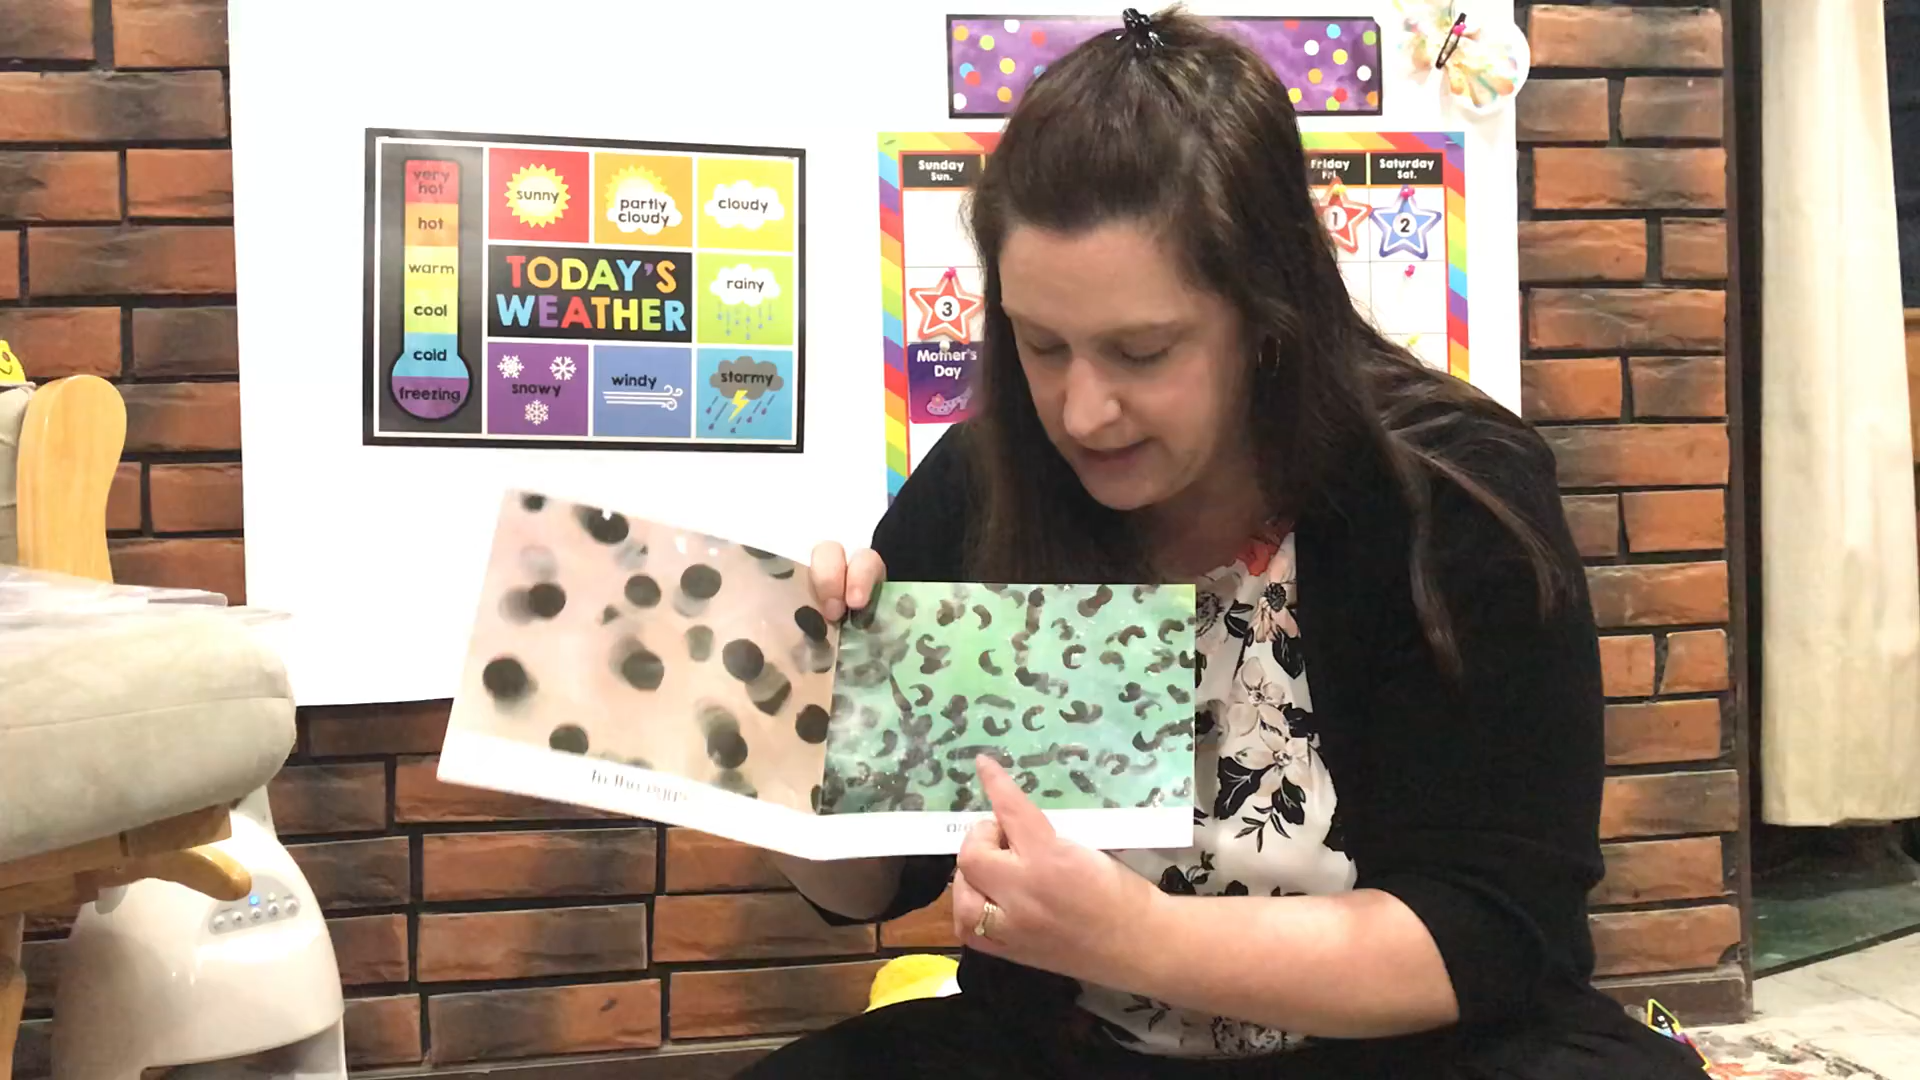 very
hot
hot
warm
cool
cold
freezing
sunny
partly
cloudy
cloudy
TODAY'S
WEATHER
rainy
snowy
windy
stormy
Sunday
Sun.
Friday
Fri.
Saturday
Sat.
1
2
3
Mother's
Day